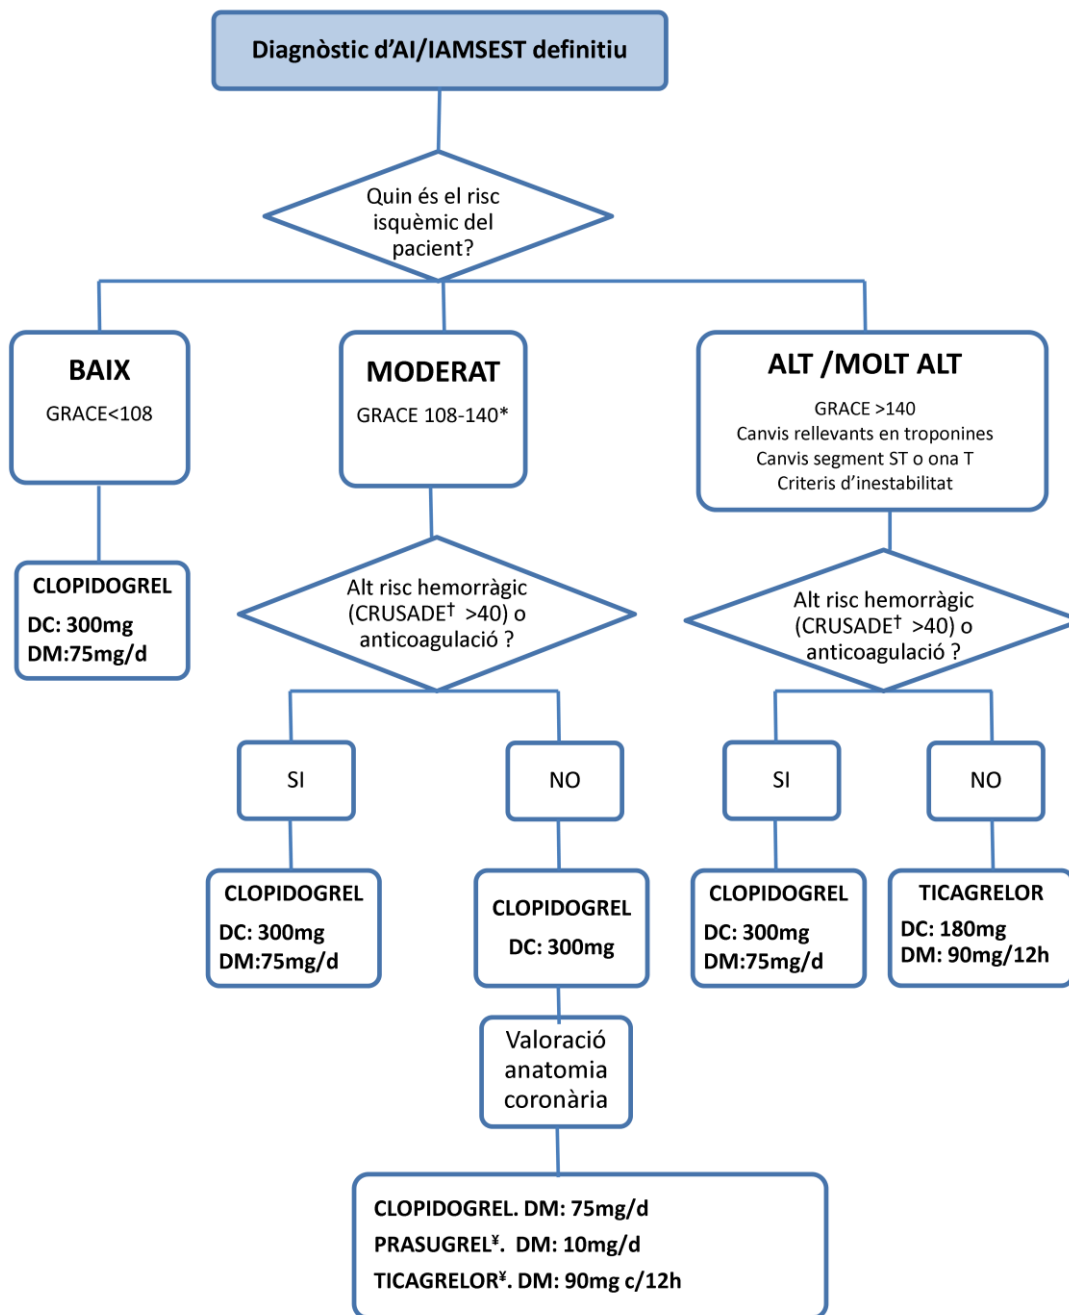 Diagnòstic d'AI/IAMSEST definitiu
Quin és el risc
isquèmic del
pacient?
BAIX
GRACE<108
MODERAT
GRACE 108-140*
ALT /MOLT ALT
GRACE >140
Canvis rellevants en troponines
Canvis segment ST o ona T
Criteris d'inestabilitat
CLOPIDOGREL
DC: 300mg
DM:75mg/d
Alt risc hemorràgic
(CRUSADE† >40) o
anticoagulació ?
Alt risc hemorràgic
(CRUSADE† >40) o
anticoagulació ?
SI
NO
SI
NO
CLOPIDOGREL
DC: 300mg
DM:75mg/d
CLOPIDOGREL
DC: 300mg
CLOPIDOGREL
DC: 300mg
DM:75mg/d
TICAGRELOR
DC: 180mg
DM: 90mg/12h
Valoració
anatomia
coronària
CLOPIDOGREL. DM: 75mg/d
PRASUGREL¥. DM: 10mg/d
TICAGRELOR¥. DM: 90mg c/12h